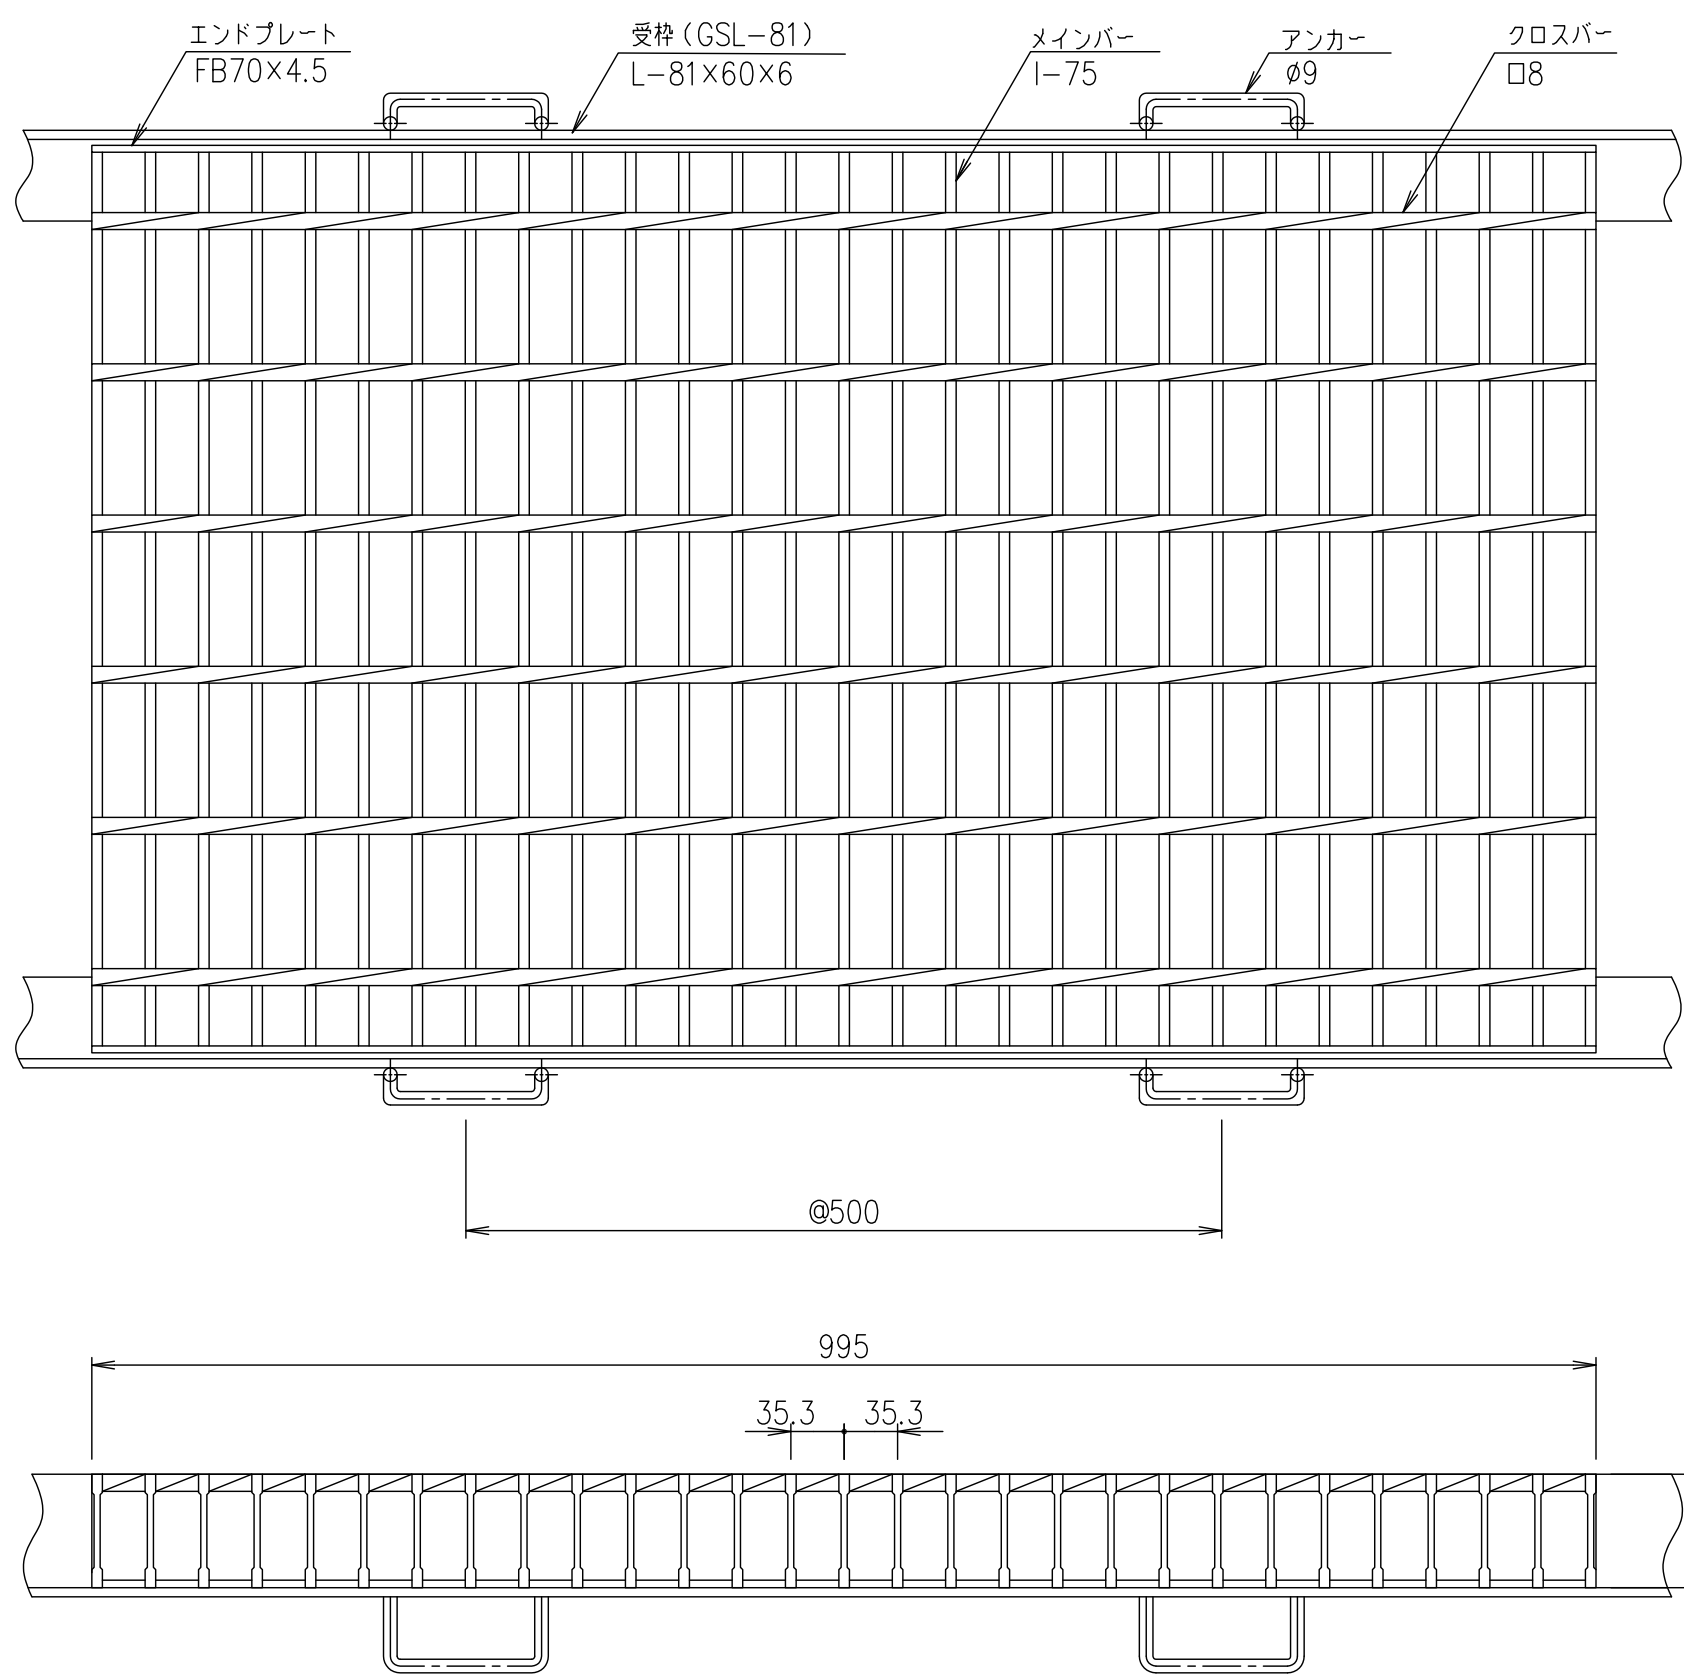 エンドプレート
FB70×4.5
受枠(GSL-81)
L-81×60×6
メインバー
I-75
アンカー
φ9
クロスバー
□8
@500
995
35.3
35.3